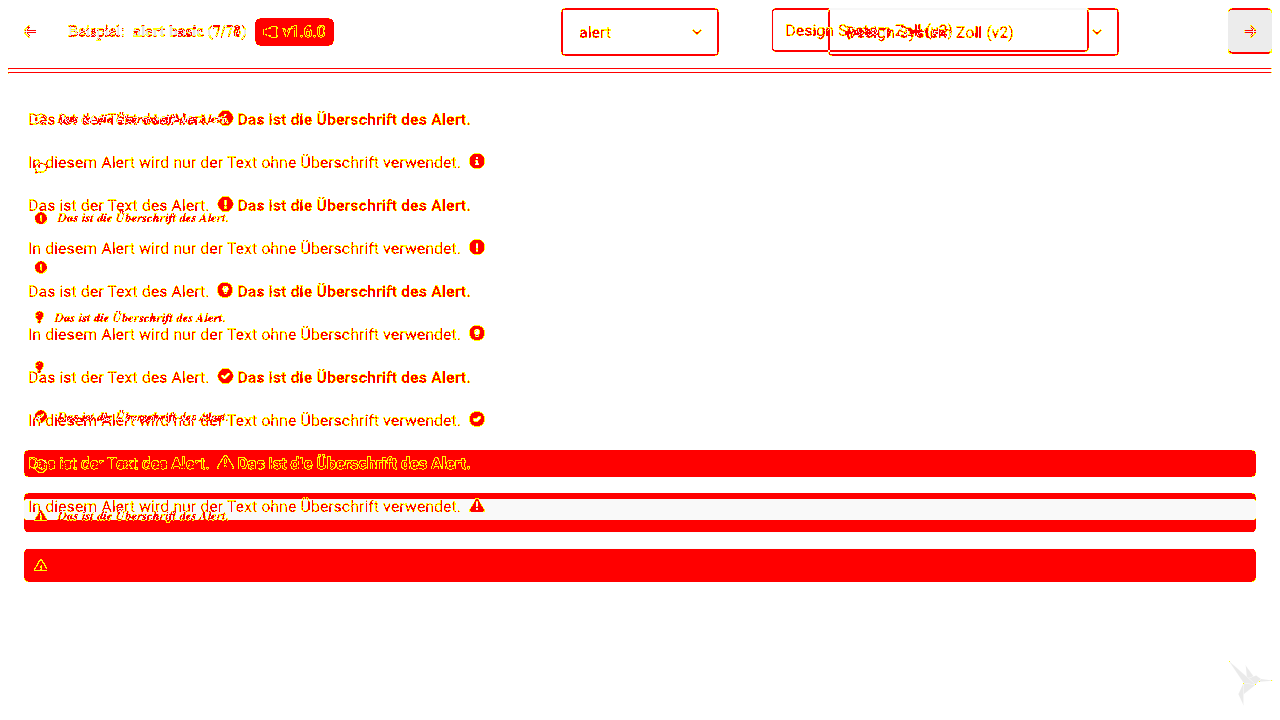 Beispiel: alert basic (7/78) v1.6.0 alert Design System Zoll (v2)
Das ist der Text des Alert. Das Ist die Überschrift des Alert.
In diesem Alert wird nur der Text ohne Überschrift verwendet.
Das ist der Text des Alert. Das Ist die Überschrift des Alert.
Das ist die Überschrift des Alert.
In diesem Alert wird nur der Text ohne Überschrift verwendet.
Das ist der Text des Alert. Das Ist die Überschrift des Alert.
Das ist die Überschrift des Alert.
In diesem Alert wird nur der Text ohne Überschrift verwendet.
Das ist der Text des Alert. Das Ist die Überschrift des Alert.
In diesem Alert wird nur der Text ohne Überschrift verwendet.
Das ist der Text des Alert. Das Ist die Überschrift des Alert.
In diesem Alert wird nur der Text ohne Überschrift verwendet.
Das ist die Überschrift des Alert.